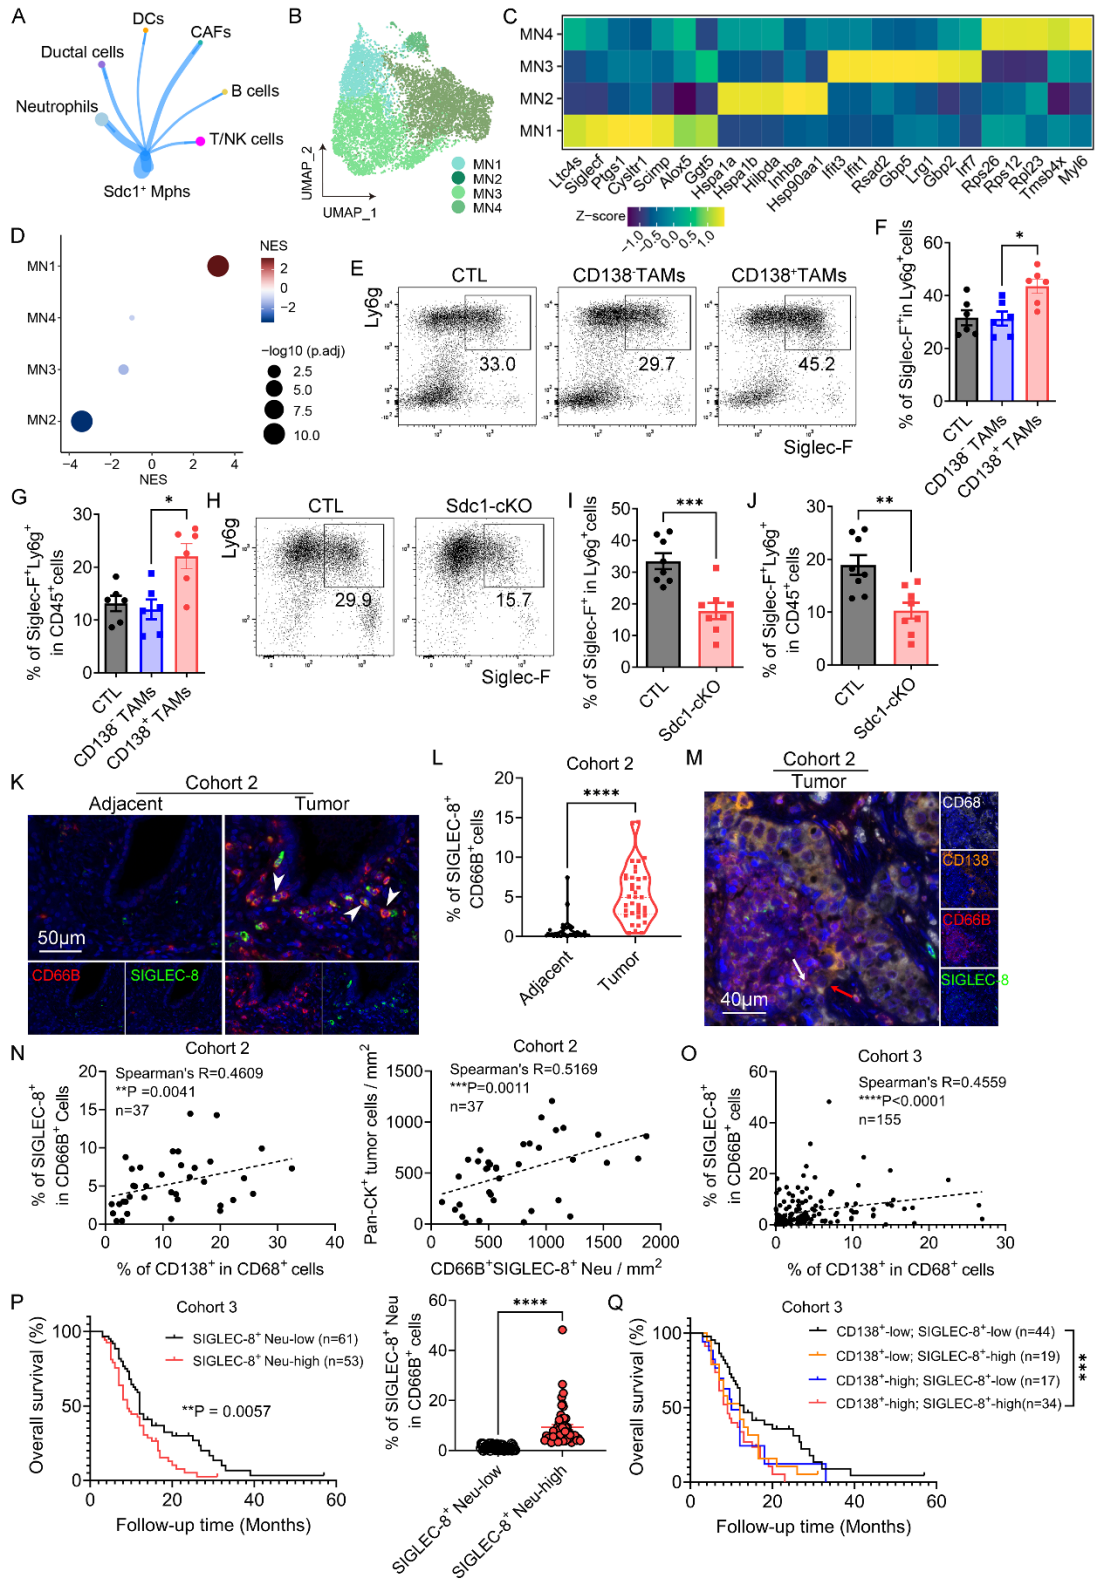 A
DCs
CAFs
Ductal cells
B cells
Neutrophils
T/NK cells
Sdc1⁺ Mphs
B
UMAP_2
UMAP_1
MN1
MN2
MN3
MN4
C
MN4
MN3
MN2
MN1
Ltc4s
Siglecf
Ptgs1
Cysltr1
Scimp
Alox5
Ggt5
Hspa1a
Hspa1b
Hilpda
Inhba
Hsp90aa1
Ifitt3
Ifit1
Rsad2
Gbp5
Lrg1
Gbp2
Irf7
Rps26
Rps12
Rpl23
Tmsb4x
Myl6
Z−score
−1.0
−0.5
0.0
0.5
1.0
D
MN1
MN4
MN3
MN2
−4
−2
0
2
4
NES
NES
2
0
−2
−log10 (p.adj)
2.5
5.0
7.5
10.0
E
CTL
CD138⁻TAMs
CD138⁺TAMs
Ly6g
33.0
29.7
45.2
Siglec-F
F
% of Siglec-F⁺in Ly6g⁺cells
60
40
20
0
*
CTL
CD138⁻ TAMs
CD138⁺ TAMs
G
% of Siglec-F⁺Ly6g⁺
in CD45⁺cells
30
20
10
0
*
CTL
CD138⁻ TAMs
CD138⁺ TAMs
H
CTL
Sdc1-cKO
Ly6g
29.9
15.7
Siglec-F
I
% of Siglec-F⁺ in Ly6g⁺cells
50
40
30
20
10
0
***
CTL
Sdc1-cKO
J
% of Siglec-F⁺Ly6g⁺
in CD45⁺cells
30
20
10
0
**
CTL
Sdc1-cKO
K
Cohort 2
Adjacent
Tumor
50μm
CD66B
SIGLEC-8
L
Cohort 2
% of SIGLEC-8⁺
CD66B⁺cells
20
15
10
5
0
****
Adjacent
Tumor
M
Cohort 2
Tumor
40μm
CD68
CD138
CD66B
SIGLEC-8
N
Cohort 2
Spearman's R=0.4609
**P =0.0041
n=37
% of SIGLEC-8⁺
in CD66B⁺ Cells
20
15
10
5
0
0
10
20
30
40
% of CD138⁺ in CD68⁺ cells
Cohort 2
Spearman's R=0.5169
***P=0.0011
n=37
Pan-CK⁺ tumor cells / mm²
1500
1000
500
0
0
500
1000
1500
2000
CD66B⁺SIGLEC-8⁺ Neu / mm²
O
Cohort 3
Spearman's R=0.4559
****P<0.0001
n=155
% of SIGLEC-8⁺
in CD66B⁺ cells
60
40
20
0
0
10
20
30
% of CD138⁺ in CD68⁺ cells
P
Cohort 3
SIGLEC-8⁺ Neu-low (n=61)
SIGLEC-8⁺ Neu-high (n=53)
**P = 0.0057
Overall survival (%)
100
50
0
0
20
40
60
Follow-up time (Months)
% of SIGLEC-8⁺ Neu
in CD66B⁺ cells
60
40
20
0
****
SIGLEC-8⁺ Neu-low
SIGLEC-8⁺ Neu-high
Q
Cohort 3
CD138⁺-low; SIGLEC-8⁺-low (n=44)
CD138⁺-low; SIGLEC-8⁺-high (n=19)
CD138⁺-high; SIGLEC-8⁺-low (n=17)
CD138⁺-high; SIGLEC-8⁺-high(n=34)
***
Overall survival (%)
100
50
0
0
20
40
60
Follow-up time (Months)